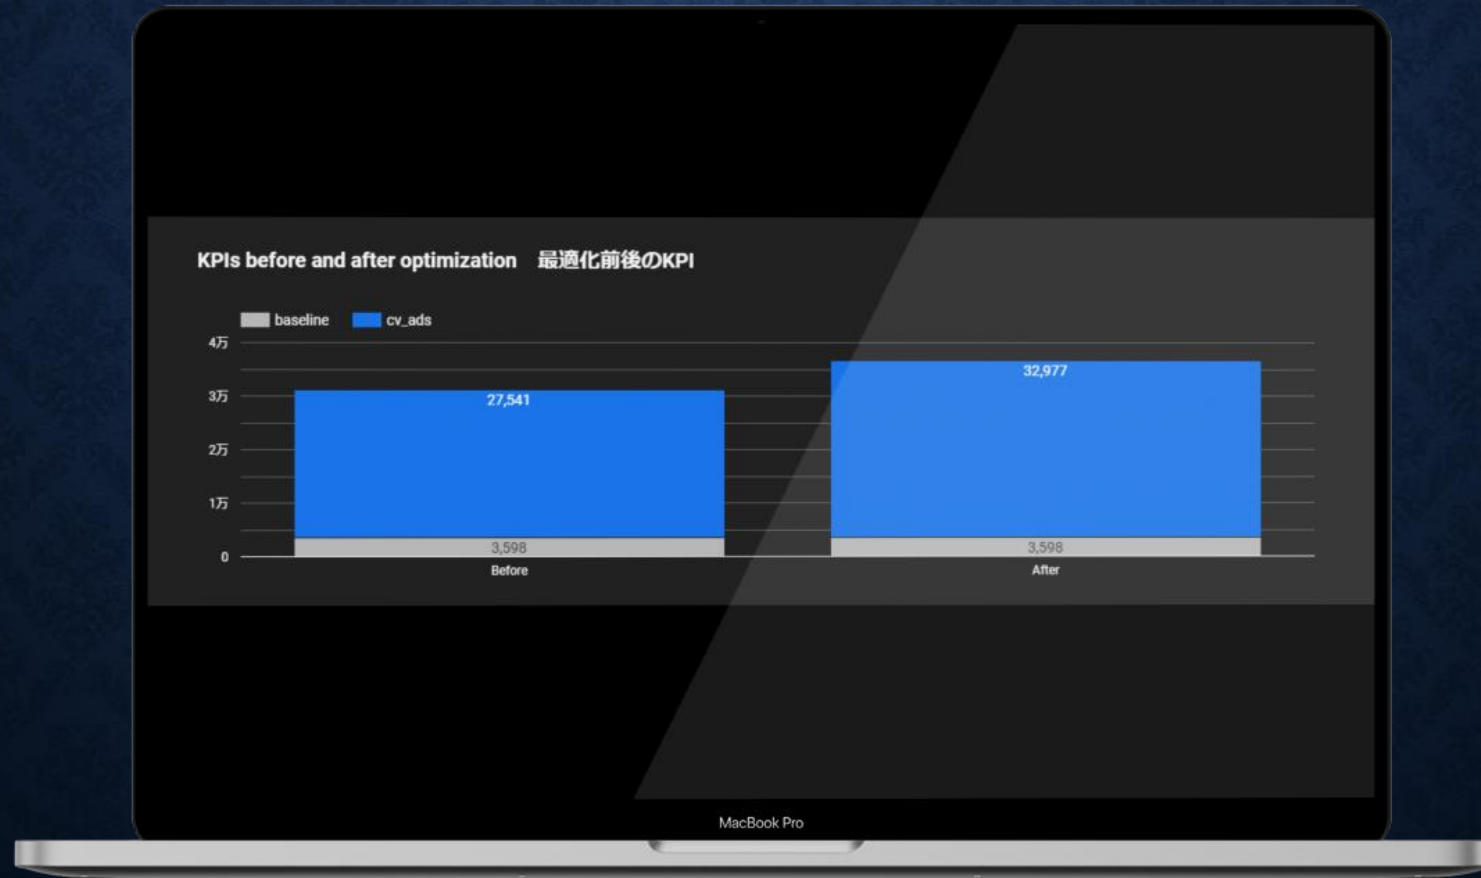 KPIs before and after optimization　最適化前後のKPI
baseline cv_ads
4万
3万
2万
1万
0
27,541
32,977
3,598
3,598
Before
After
MacBook Pro